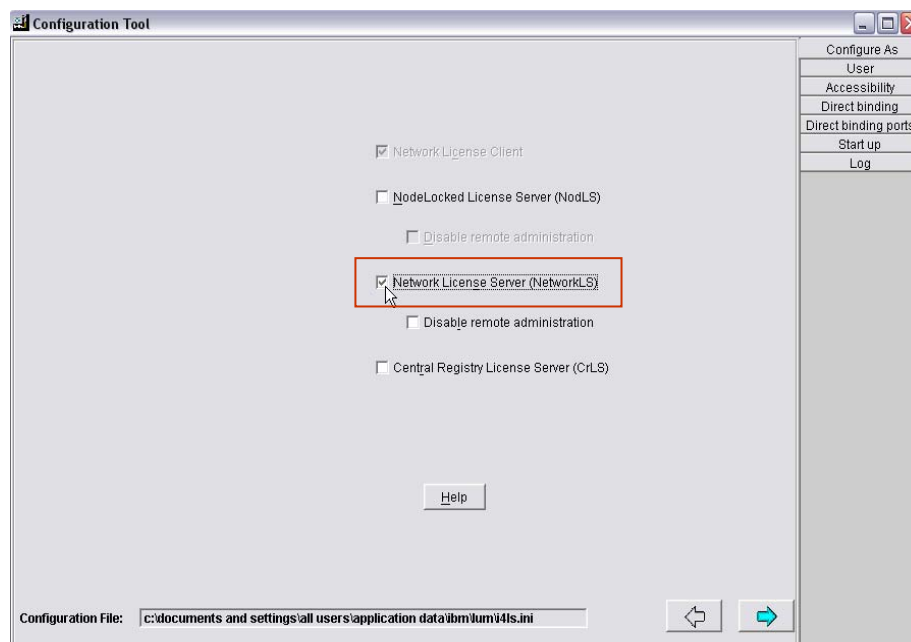 Configuration Tool
Configure As
User
Accessibility
Direct binding
Direct binding ports
Start up
Log
Network License Client
NodeLocked License Server (NodLS)
Disable remote administration
Network License Server (NetworkLS)
Disable remote administration
Central Registry License Server (CrLS)
Help
Configuration File: c:\documents and settings\all users\application data\ibm\lum\i4ls.ini